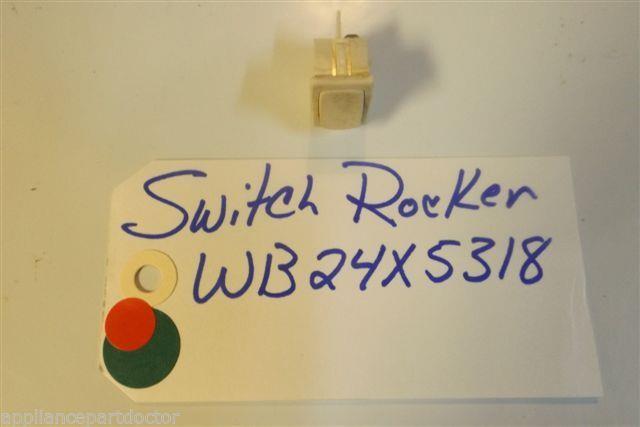 Switch Rocker
WB24X5318
appliancepartdoctor